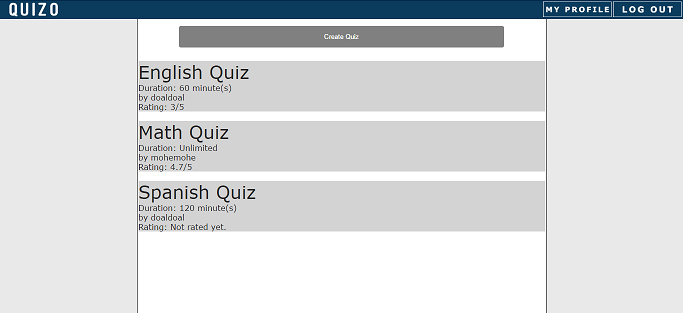 QUIZO
MY PROFILE
LOG OUT
Create Quiz
English Quiz
Duration: 60 minute(s)
by doaldoal
Rating: 3/5
Math Quiz
Duration: Unlimited
by mohemohe
Rating: 4.7/5
Spanish Quiz
Duration: 120 minute(s)
by doaldoal
Rating: Not rated yet.